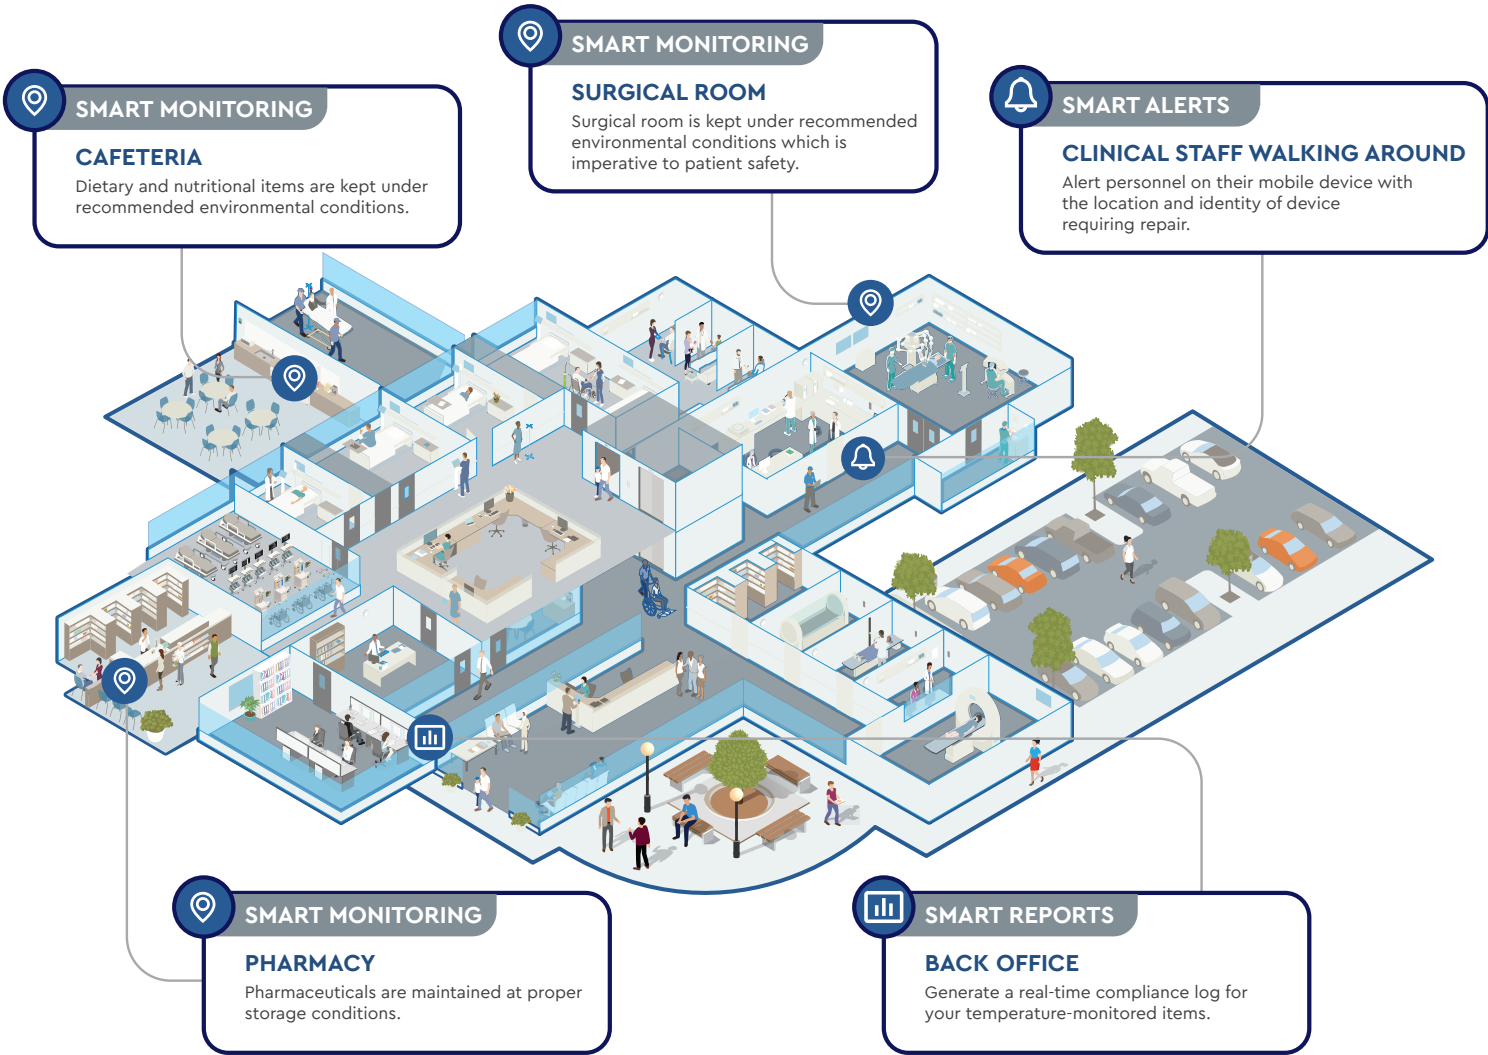 SMART MONITORING
SURGICAL ROOM
Surgical room is kept under recommended
environmental conditions which is
imperative to patient safety.
SMART MONITORING
CAFETERIA
Dietary and nutritional items are kept under
recommended environmental conditions.
SMART ALERTS
CLINICAL STAFF WALKING AROUND
Alert personnel on their mobile device with
the location and identity of device
requiring repair.
SMART MONITORING
PHARMACY
Pharmaceuticals are maintained at proper
storage conditions.
SMART REPORTS
BACK OFFICE
Generate a real-time compliance log for
your temperature-monitored items.